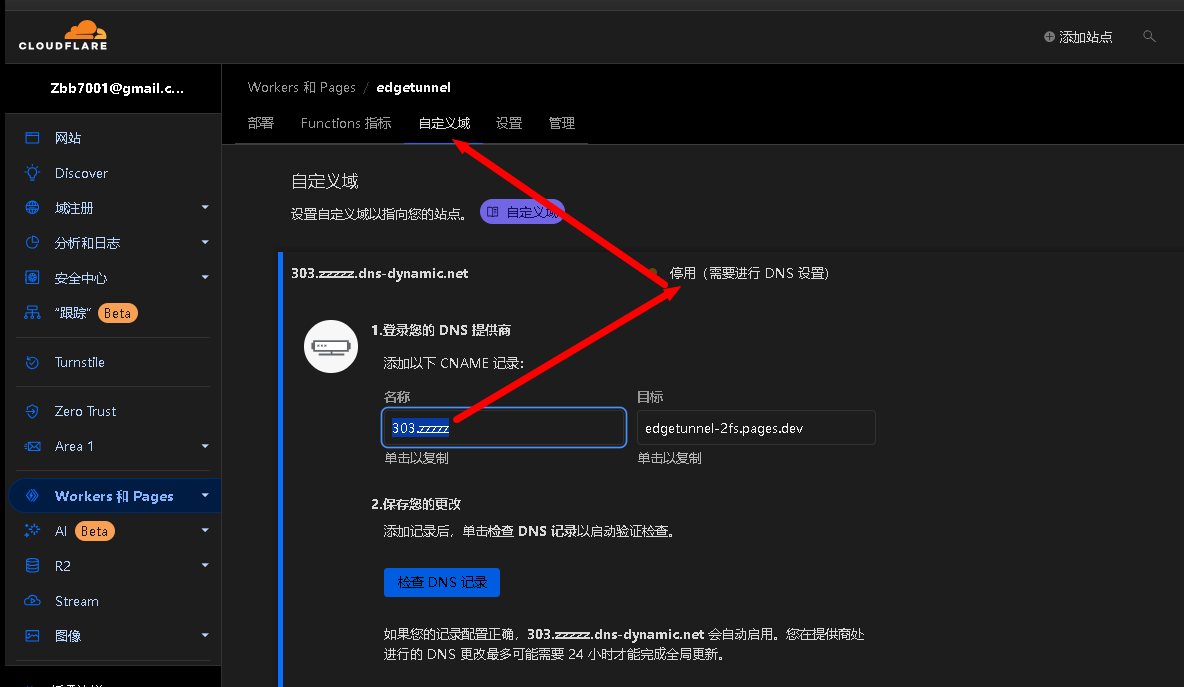 CLOUDFLARE
添加站点
Zbb7001@gmail.c...
Workers 和 Pages / edgetunnel
部署 Functions 指标 自定义域 设置 管理
网站
Discover
域注册
分析和日志
安全中心
“跟踪” Beta
Turnstile
Zero Trust
Area 1
Workers 和 Pages
AI Beta
R2
Stream
图像
自定义域
设置自定义域以指向您的站点。 自定义域
303.zzzzz.dns-dynamic.net
停用（需要进行 DNS 设置）
1.登录您的 DNS 提供商
添加以下 CNAME 记录：
名称 目标
303.zzzzz edgetunnel-2fs.pages.dev
单击以复制 单击以复制
2.保存您的更改
添加记录后，单击检查 DNS 记录以启动验证检查。
检查 DNS 记录
如果您的记录配置正确，303.zzzzz.dns-dynamic.net 会自动启用。您在提供商处
进行的 DNS 更改最多可能需要 24 小时才能完成全局更新。